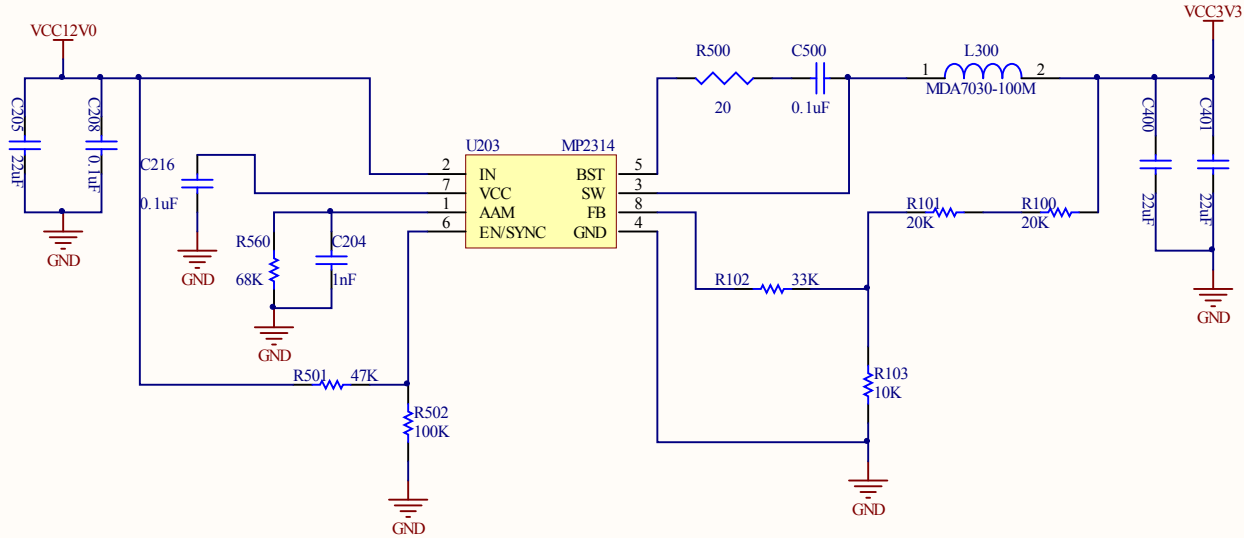 VCC12V0
VCC3V3
R500
C500
L300
20
0.1uF
1
2
MDA7030-100M
C205
22uF
C208
0.1uF
C400
22uF
C401
22uF
C216
0.1uF
GND
GND
U203
MP2314
2
IN
BST
5
7
VCC
SW
3
1
AAM
FB
8
6
EN/SYNC
GND
4
R560
68K
C204
1nF
GND
R101
20K
R100
20K
GND
R102
33K
R501
47K
R502
100K
R103
10K
GND
GND